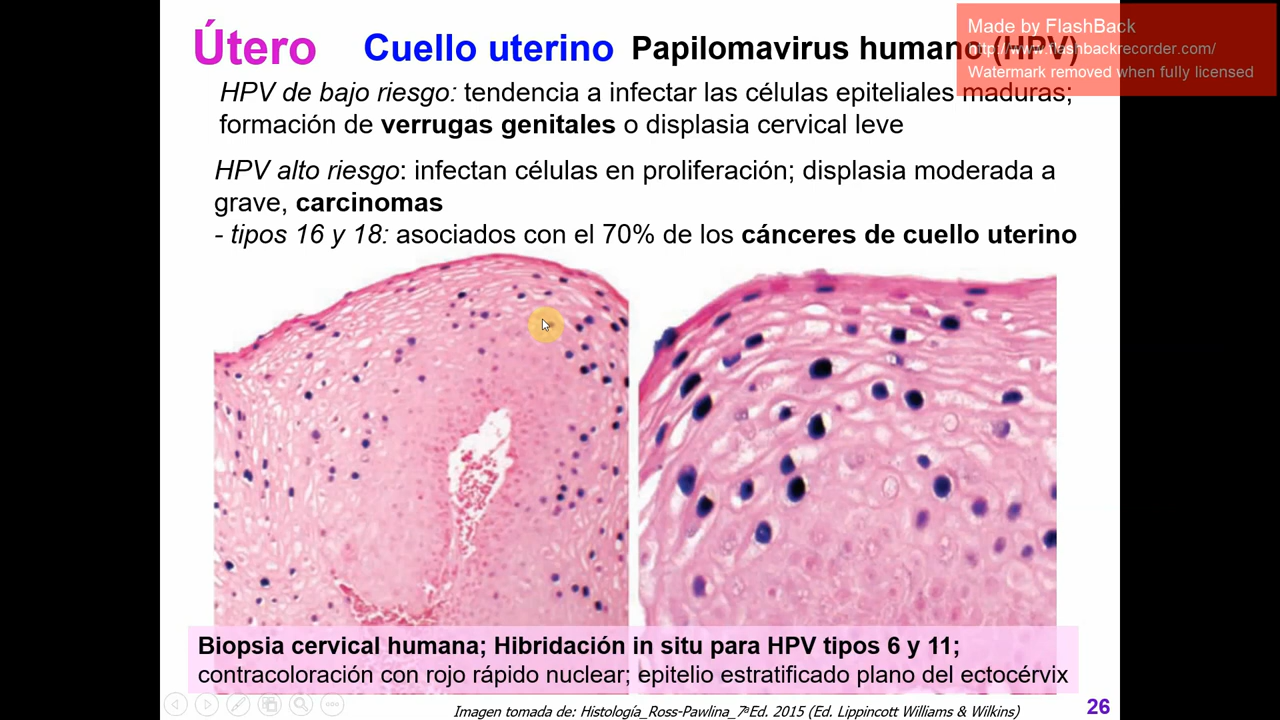 Útero Cuello uterino Papilomavirus humano (HPV)
Made by FlashBack
http://www.flashbackrecorder.com/
Watermark removed when fully licensed
HPV de bajo riesgo: tendencia a infectar las células epiteliales maduras;
formación de verrugas genitales o displasia cervical leve
HPV alto riesgo: infectan células en proliferación; displasia moderada a
grave, carcinomas
- tipos 16 y 18: asociados con el 70% de los cánceres de cuello uterino
Biopsia cervical humana; Hibridación in situ para HPV tipos 6 y 11;
contracoloración con rojo rápido nuclear; epitelio estratificado plano del ectocérvix
Imagen tomada de: Histología_Ross-Pawlina_7ªEd. 2015 (Ed. Lippincott Williams & Wilkins)
26